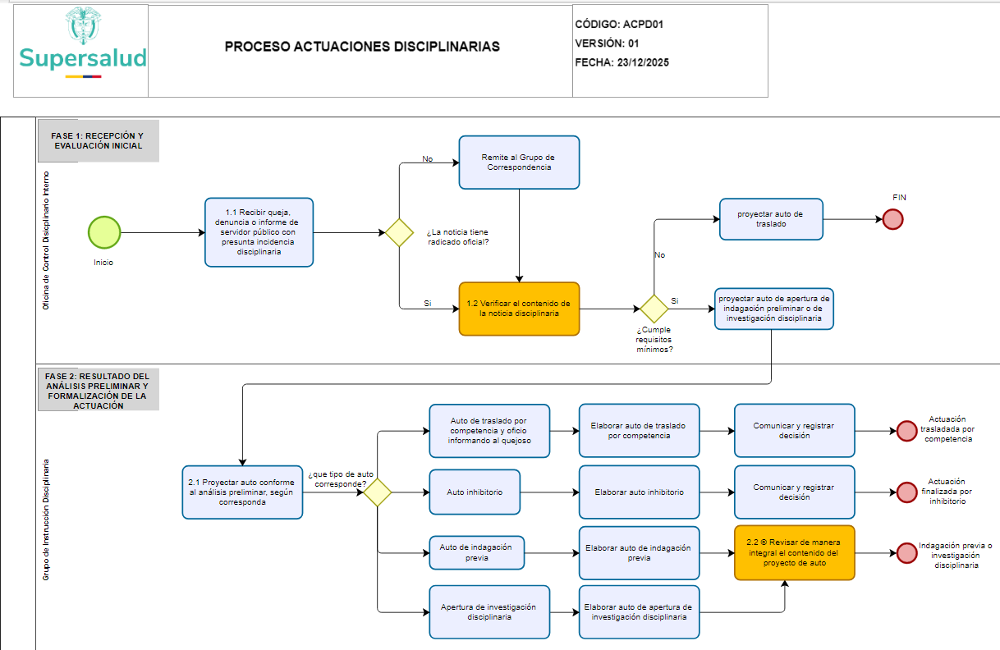 Supersalud
PROCESO ACTUACIONES DISCIPLINARIAS
CÓDIGO: ACPD01
VERSIÓN: 01
FECHA: 23/12/2025
FASE 1: RECEPCIÓN Y
EVALUACIÓN INICIAL
Oficina de Control Disicplinario Interno
Inicio
1.1 Recibir queja,
denuncia o informe de
servidor público con
presunta incidencia
disciplinaria
¿La noticia tiene
radicado oficial?
No
Remite al Grupo de
Correspondencia
Si
1.2 Verificar el contenido de
la noticia disciplinaria
¿Cumple
requisitos
mínimos?
No
proyectar auto de
traslado
FIN
Si
proyectar auto de apertura de
indagación preliminar o de
investigación disciplinaria
FASE 2: RESULTADO DEL
ANÁLISIS PRELIMINAR Y
FORMALIZACIÓN DE LA
ACTUACIÓN
Grupo de Instrucción Disciplinaria
2.1 Proyectar auto conforme
al análisis preliminar, según
corresponda
¿que tipo de auto
corresponde?
Auto de traslado por
competencia y oficio
informando al quejoso
Elaborar auto de traslado
por competencia
Comunicar y registrar
decisión
Actuación
trasladada por
competencia
Auto inhibitorio
Elaborar auto inhibitorio
Comunicar y registrar
decisión
Actuación
finalizada por
inhibitorio
Auto de indagación
previa
Elaborar auto de indagación
previa
2.2 © Revisar de manera
integral el contenido del
proyecto de auto
Indagación previa o
investigación
disciplinaria
Apertura de investigación
disciplinaria
Elaborar auto de apertura de
investigación disciplinaria